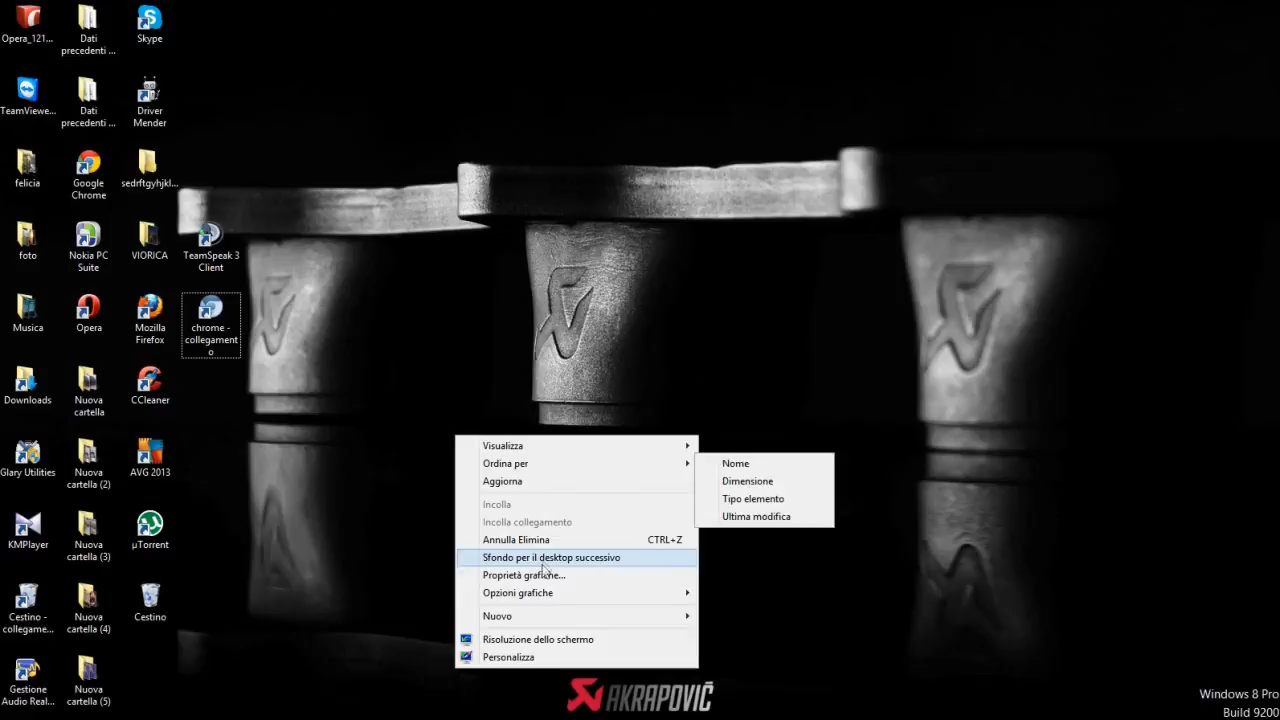 Opera_121...
Dati
precedenti ...
Skype
TeamViewe...
Dati
precedenti ...
Driver
Mender
felicia
Google
Chrome
sedrftgyhjkl...
foto
Nokia PC
Suite
VIORICA
TeamSpeak 3
Client
Musica
Opera
Mozilla
Firefox
chrome -
collegament
o
Downloads
Nuova
cartella
CCleaner
Glary Utilities
Nuova
cartella (2)
AVG 2013
KMPlayer
Nuova
cartella (3)
µTorrent
Cestino -
collegame...
Nuova
cartella (4)
Cestino
Gestione
Audio Real...
Nuova
cartella (5)
Visualizza
Ordina per
Aggiorna
Incolla
Incolla collegamento
Annulla Elimina CTRL+Z
Sfondo per il desktop successivo
Proprietà grafiche...
Opzioni grafiche
Nuovo
Risoluzione dello schermo
Personalizza
Nome
Dimensione
Tipo elemento
Ultima modifica
AKRAPOVIČ
Windows 8 Pro
Build 9200